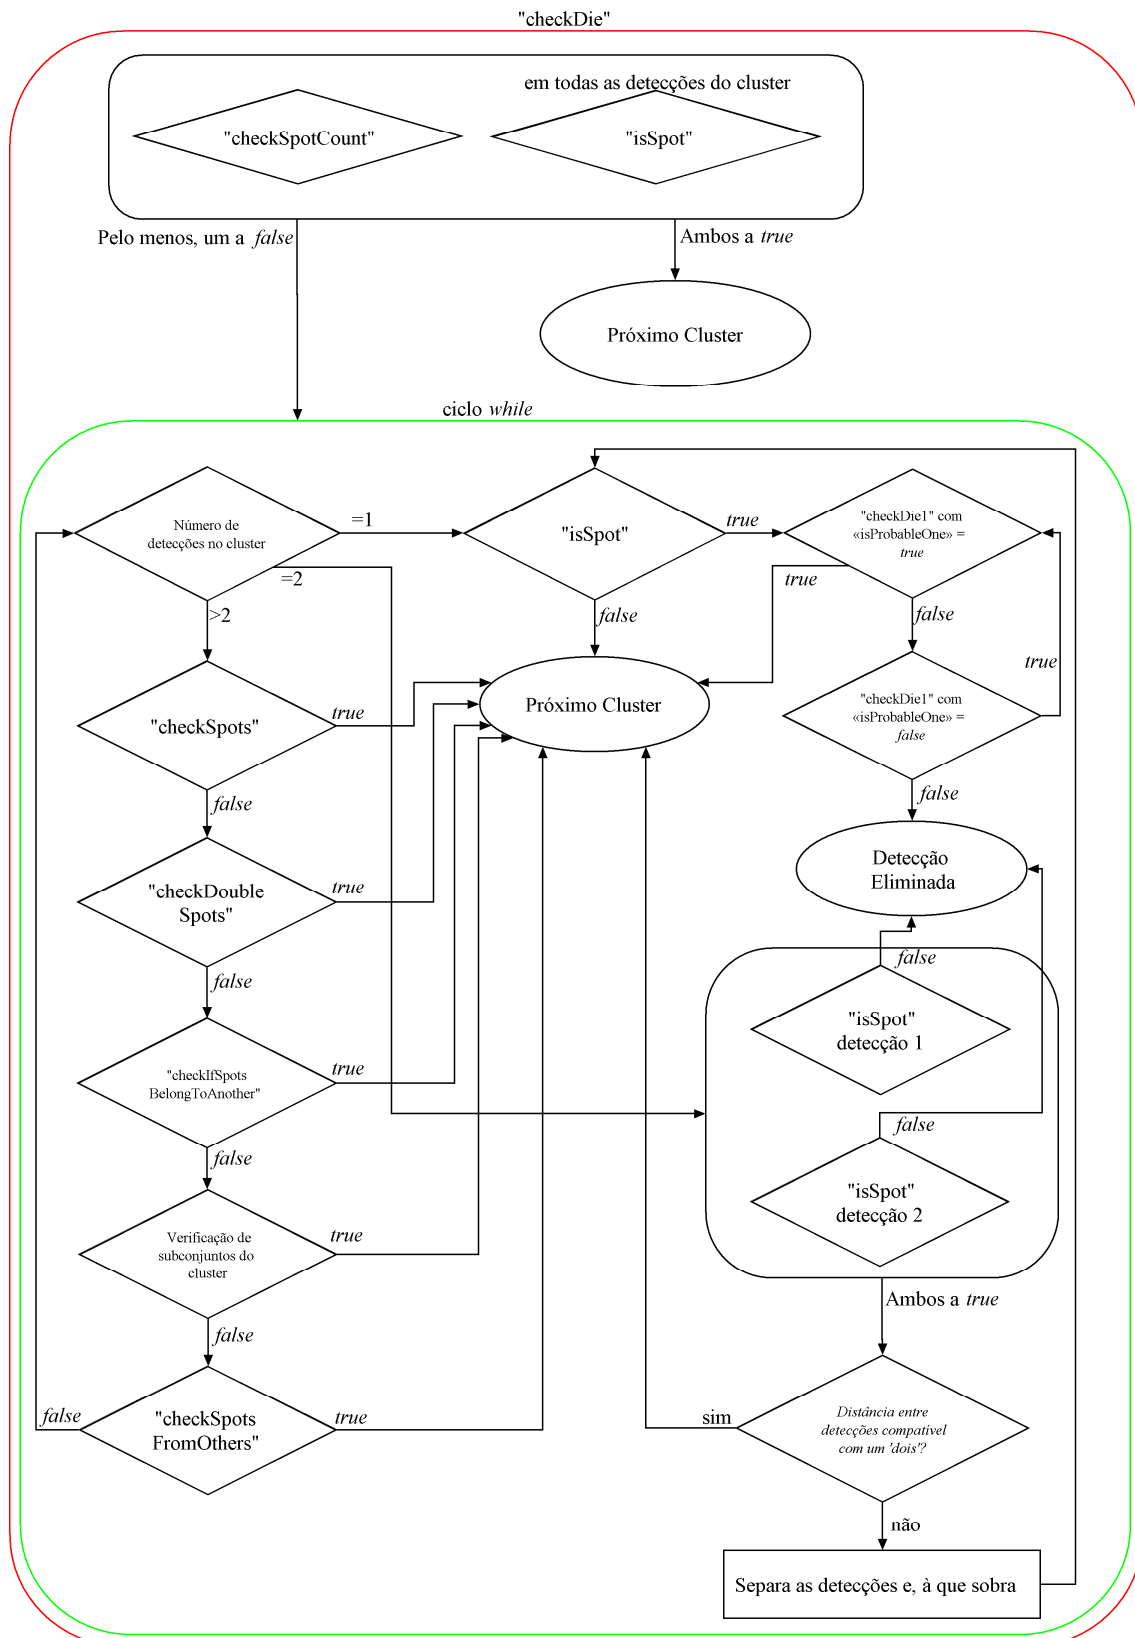 "checkDie"
em todas as detecções do cluster
"checkSpotCount"
"isSpot"
Pelo menos, um a false
Ambos a true
Próximo Cluster
ciclo while
Número de
detecções no cluster
=1
=2
>2
"isSpot"
true
false
"checkDie1" com
«isProbableOne» =
true
true
false
true
"checkDie1" com
«isProbableOne» =
false
false
Próximo Cluster
"checkSpots"
true
false
"checkDouble
Spots"
true
false
"checkIfSpots
BelongToAnother"
true
false
Verificação de
subconjuntos do
cluster
true
false
"checkSpots
FromOthers"
false
true
Detecção
Eliminada
false
"isSpot"
detecção 1
false
"isSpot"
detecção 2
Ambos a true
Distância entre
detecções compatível
com um 'dois'?
sim
não
Separa as detecções e, à que sobra